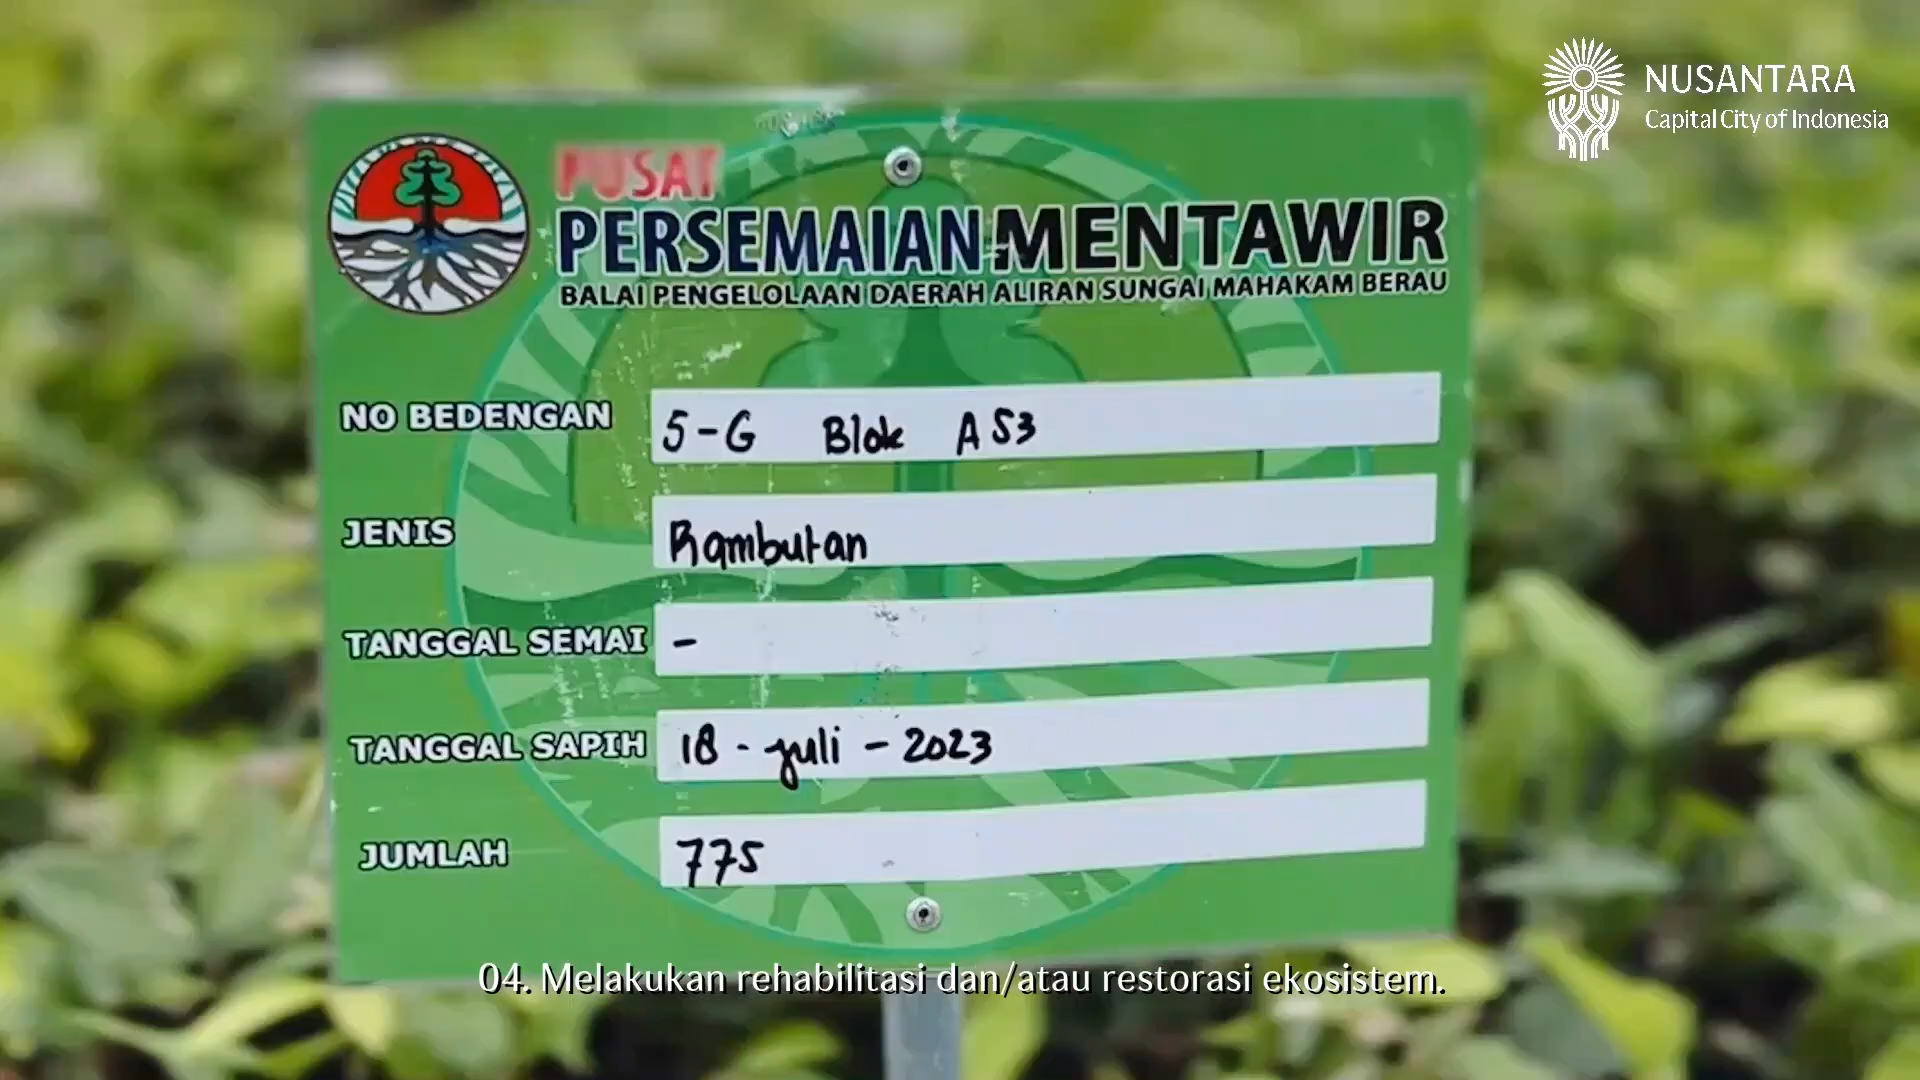 NUSANTARA
Capital City of Indonesia
PUSAT
PERSEMAIAN MENTAWIR
BALAI PENGELOLAAN DAERAH ALIRAN SUNGAI MAHAKAM BERAU
NO BEDENGAN 5-G Blok A53
JENIS Rambutan
TANGGAL SEMAI -
TANGGAL SAPIH 18 - juli - 2023
JUMLAH 775
04. Melakukan rehabilitasi dan/atau restorasi ekosistem.